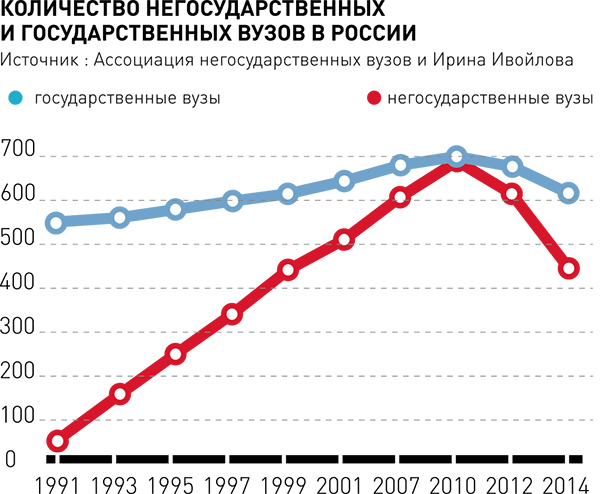 КОЛИЧЕСТВО НЕГОСУДАРСТВЕННЫХ
И ГОСУДАРСТВЕННЫХ ВУЗОВ В РОССИИ
Источник : Ассоциация негосударственных вузов и Ирина Ивойлова
государственные вузы негосударственные вузы
700
600
500
400
300
200
100
0
1991 1993 1995 1997 1999 2001 2007 2010 2012 2014